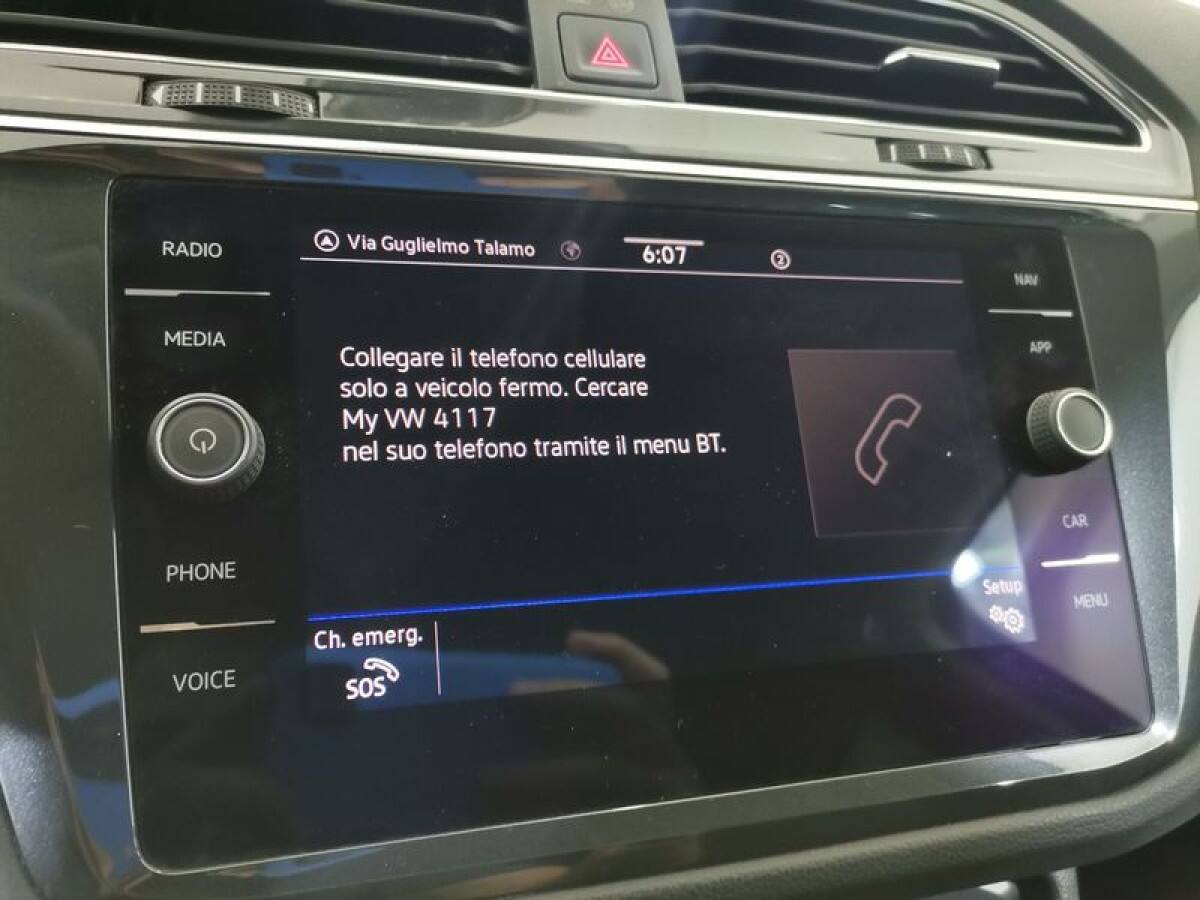 RADIO
Via Guglielmo Talamo
6:07
2
NAV
MEDIA
APP
Collegare il telefono cellulare
solo a veicolo fermo. Cercare
My VW 4117
nel suo telefono tramite il menu BT.
CAR
PHONE
Setup
MENU
Ch. emerg.
SOS
VOICE